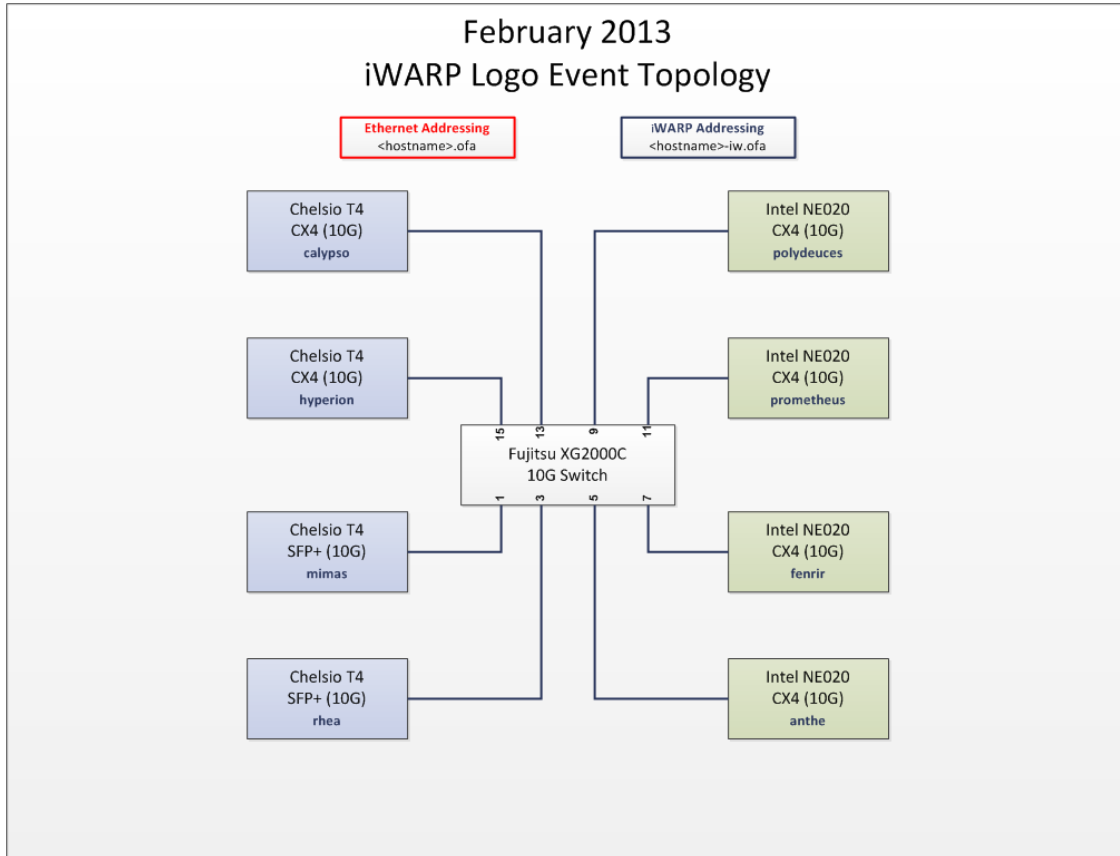 February 2013
iWARP Logo Event Topology
Ethernet Addressing
<hostname>.ofa
iWARP Addressing
<hostname>-iw.ofa
Chelsio T4
CX4 (10G)
calypso
Intel NE020
CX4 (10G)
polydeuces
Chelsio T4
CX4 (10G)
hyperion
Intel NE020
CX4 (10G)
prometheus
15
13
9
11
Fujitsu XG2000C
10G Switch
1
3
5
7
Chelsio T4
SFP+ (10G)
mimas
Intel NE020
CX4 (10G)
fenrir
Chelsio T4
SFP+ (10G)
rhea
Intel NE020
CX4 (10G)
anthe